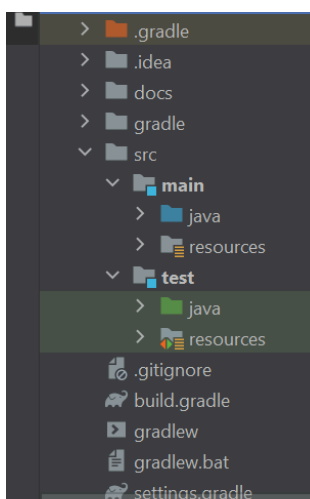 .gradle
.idea
docs
gradle
src
main
java
resources
test
java
resources
.gitignore
build.gradle
gradlew
gradlew.bat
settings.gradle